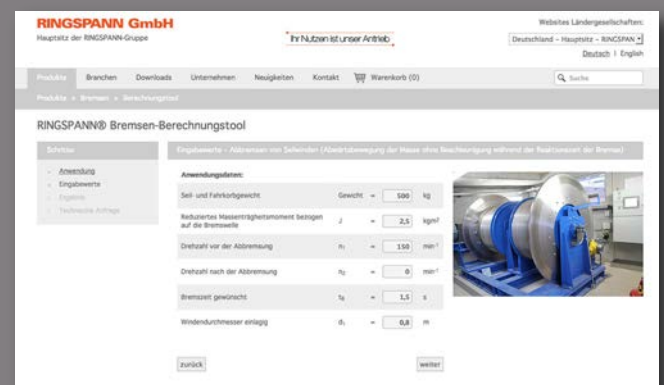 RINGSPANN GmbH
Hauptsitz der RINGSPANN-Gruppe
Ihr Nutzen ist unser Antrieb
Websites Ländergesellschaften:
Deutschland - Hauptsitz - RINGSPAN
Deutsch | English
Produkte Branchen Downloads Unternehmen Neuigkeiten Kontakt Warenkorb (0) Suche
Produkte » Bremsen » Berechnungstool
RINGSPANN® Bremsen-Berechnungstool
Schritte
Anwendung
Eingabewerte
Ergebnis
Technische Anfrage
Eingabewerte - Abbremsen von Seilwinden (Abwärtsbewegung der Masse ohne Beschleunigung während der Reaktionszeit der Bremse)
Anwendungsdaten:
Seil- und Fahrkorbgewicht Gewicht = 500 kg
Reduziertes Massenträgheitsmoment bezogen
auf die Bremswelle J = 2,5 kgm²
Drehzahl vor der Abbremsung n₁ = 150 min⁻¹
Drehzahl nach der Abbremsung n₂ = 0 min⁻¹
Bremszeit gewünscht t_B = 1,5 s
Windendurchmesser einlagig d₁ = 0,8 m
zurück weiter